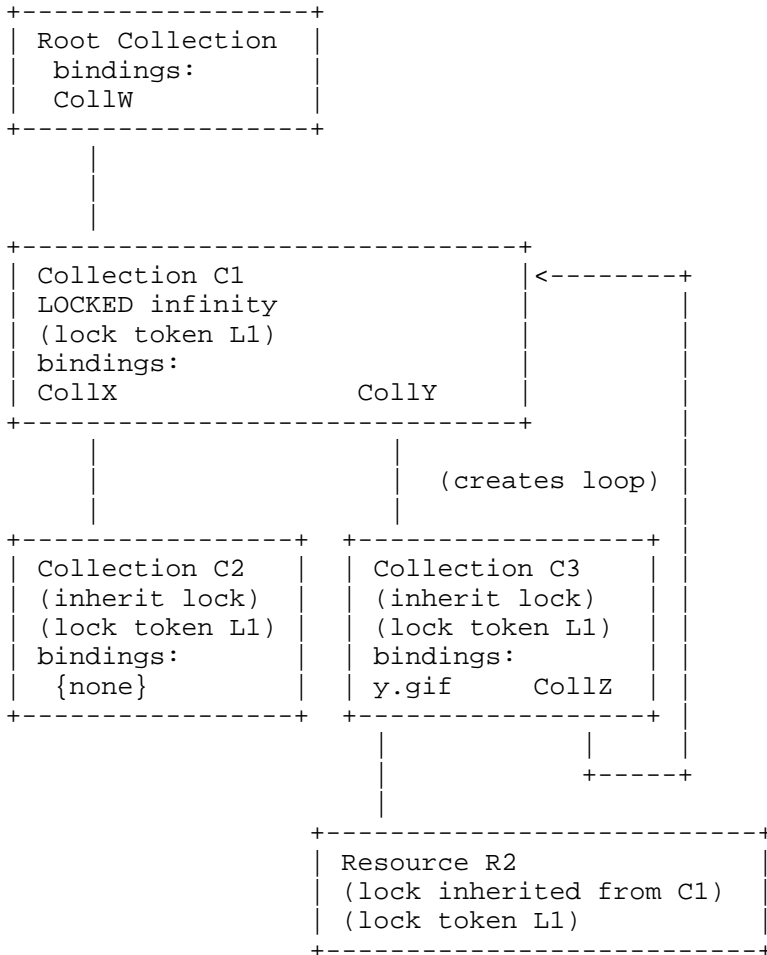 Root Collection
bindings:
CollW
Collection C1
LOCKED infinity
(lock token L1)
bindings:
CollX CollY
(creates loop)
Collection C2 Collection C3
(inherit lock) (inherit lock)
(lock token L1) (lock token L1)
bindings: bindings:
{none} y.gif CollZ
Resource R2
(lock inherited from C1)
(lock token L1)